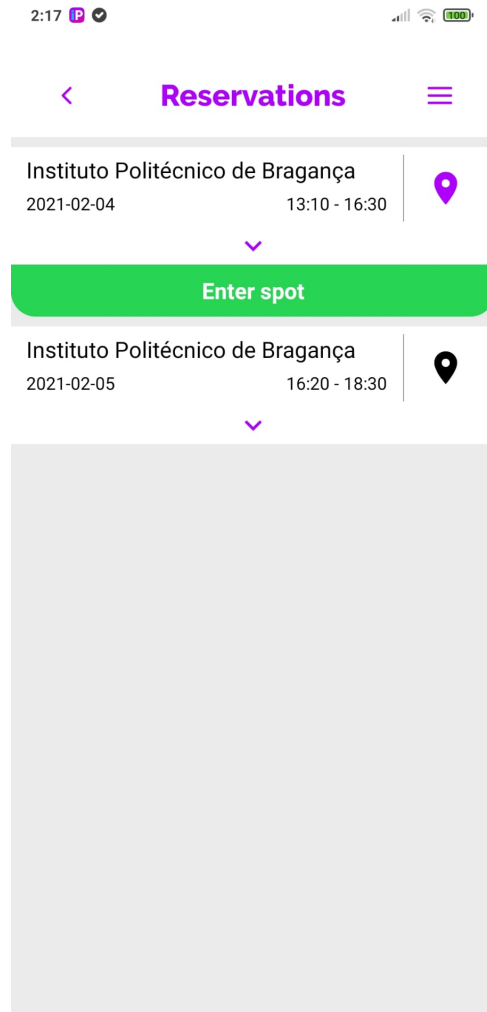 2:17 P 100
Reservations
Instituto Politécnico de Bragança
2021-02-04 13:10 - 16:30
Enter spot
Instituto Politécnico de Bragança
2021-02-05 16:20 - 18:30